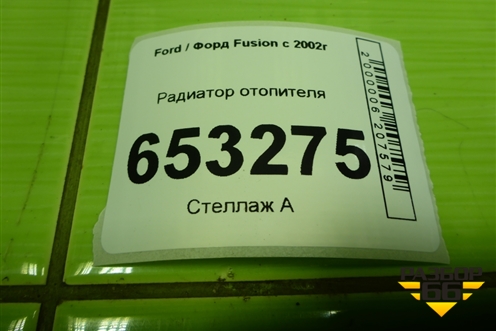 Ford / Форд Fusion с 2002г
Радиатор отопителя
653275
Стеллаж А
2000006207579
РАЗБОР
66